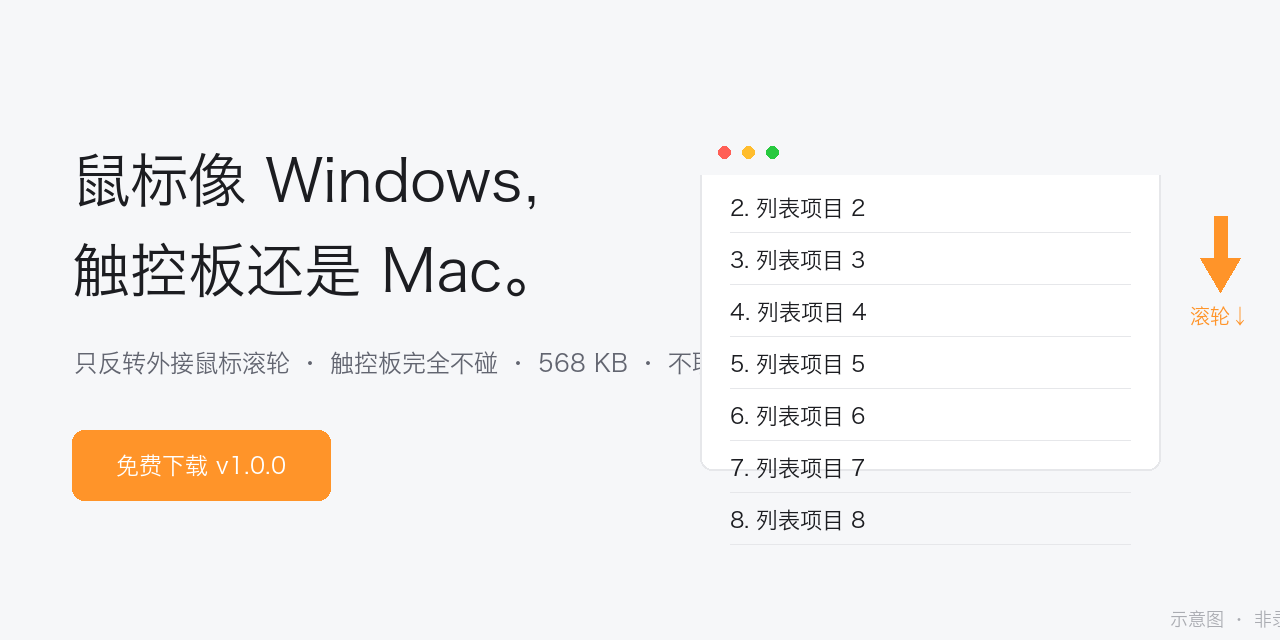 鼠标像 Windows,
触控板还是 Mac。
只反转外接鼠标滚轮 · 触控板完全不碰 · 568 KB · 不
免费下载 v1.0.0
2. 列表项目 2
3. 列表项目 3
4. 列表项目 4
5. 列表项目 5
6. 列表项目 6
7. 列表项目 7
8. 列表项目 8
滚轮↓
示意图 · 非